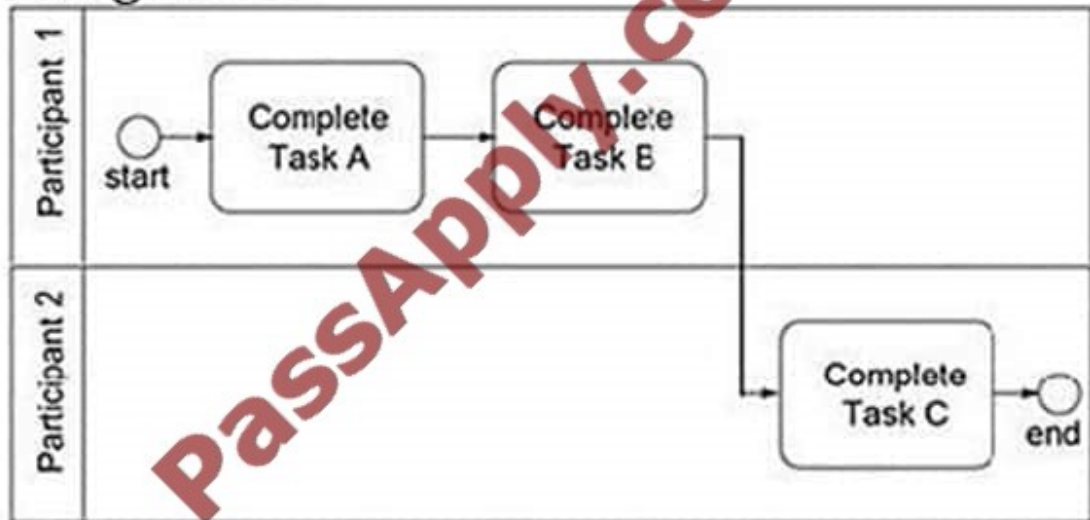 Participant 1
start
Complete
Task A
Complete
Task B
Participant 2
Complete
Task C
end
PassApply.co